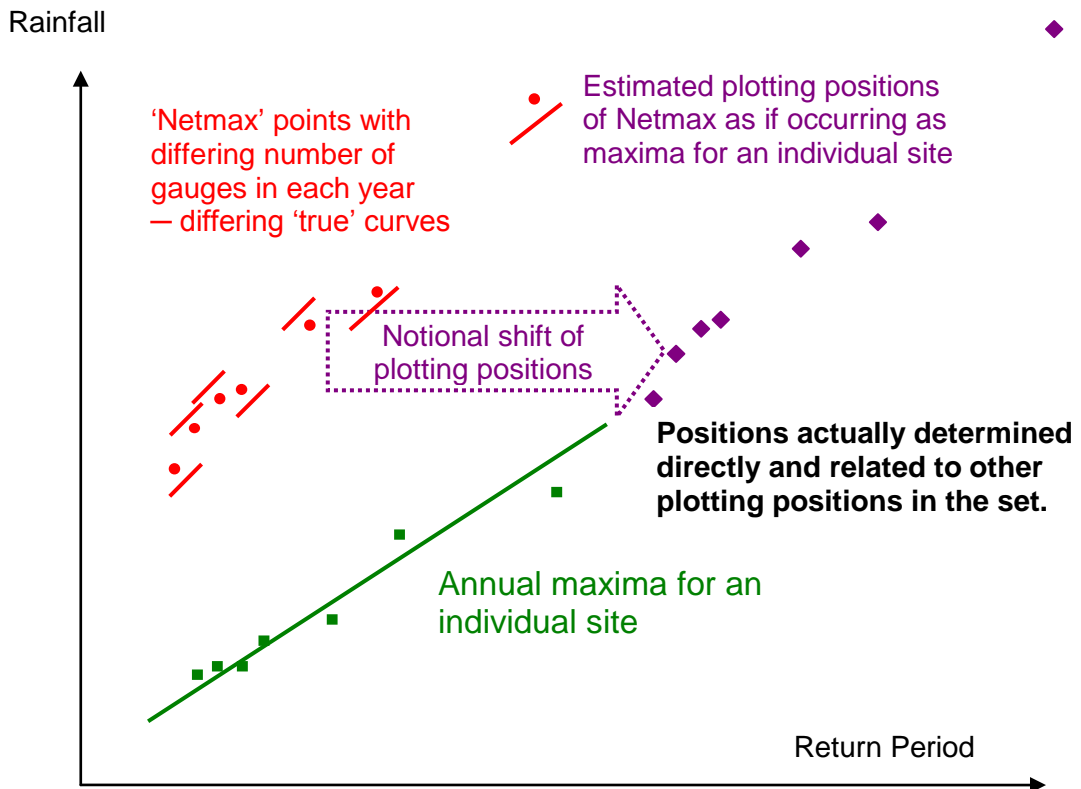 Rainfall
‘Netmax’ points with
differing number of
gauges in each year
─ differing ‘true’ curves
Estimated plotting positions
of Netmax as if occurring as
maxima for an individual site
Notional shift of
plotting positions
Positions actually determined
directly and related to other
plotting positions in the set.
Annual maxima for an
individual site
Return Period